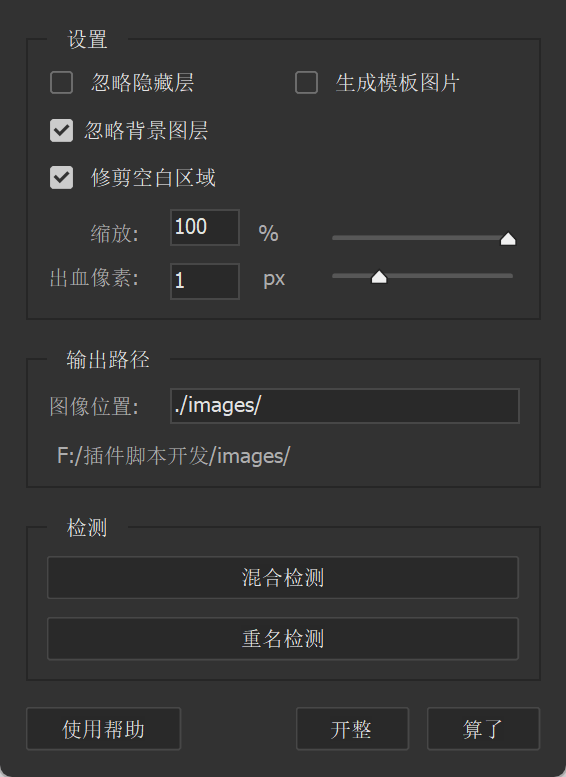 设置
忽略隐藏层 生成模板图片
忽略背景图层
修剪空白区域
缩放: 100 %
出血像素: 1 px
输出路径
图像位置: ./images/
F:/插件脚本开发/images/
检测
混合检测
重名检测
使用帮助 开整 算了